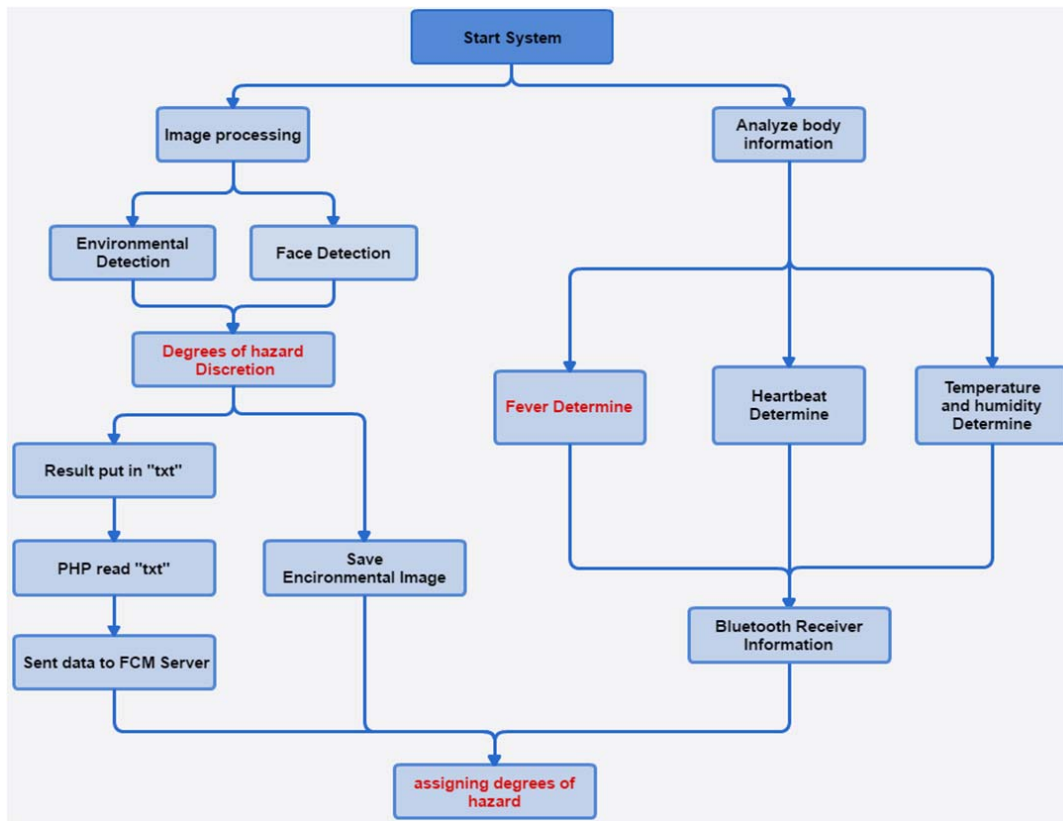 Start System
Image processing
Analyze body
information
Environmental
Detection
Face Detection
Degrees of hazard
Discretion
Fever Determine
Heartbeat
Determine
Temperature
and humidity
Determine
Result put in "txt"
PHP read "txt"
Save
Encironmental Image
Sent data to FCM Server
Bluetooth Receiver
Information
assigning degrees of
hazard